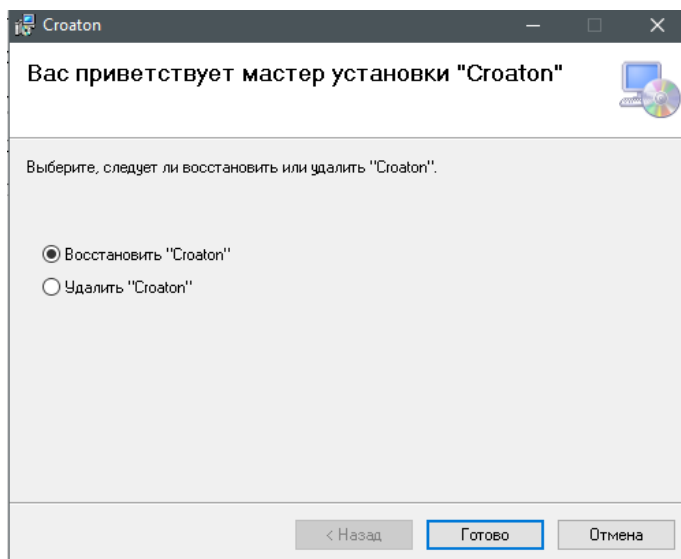 Croaton
Вас приветствует мастер установки "Croaton"
Выберите, следует ли восстановить или удалить "Croaton".
Восстановить "Croaton"
Удалить "Croaton"
< Назад
Готово
Отмена